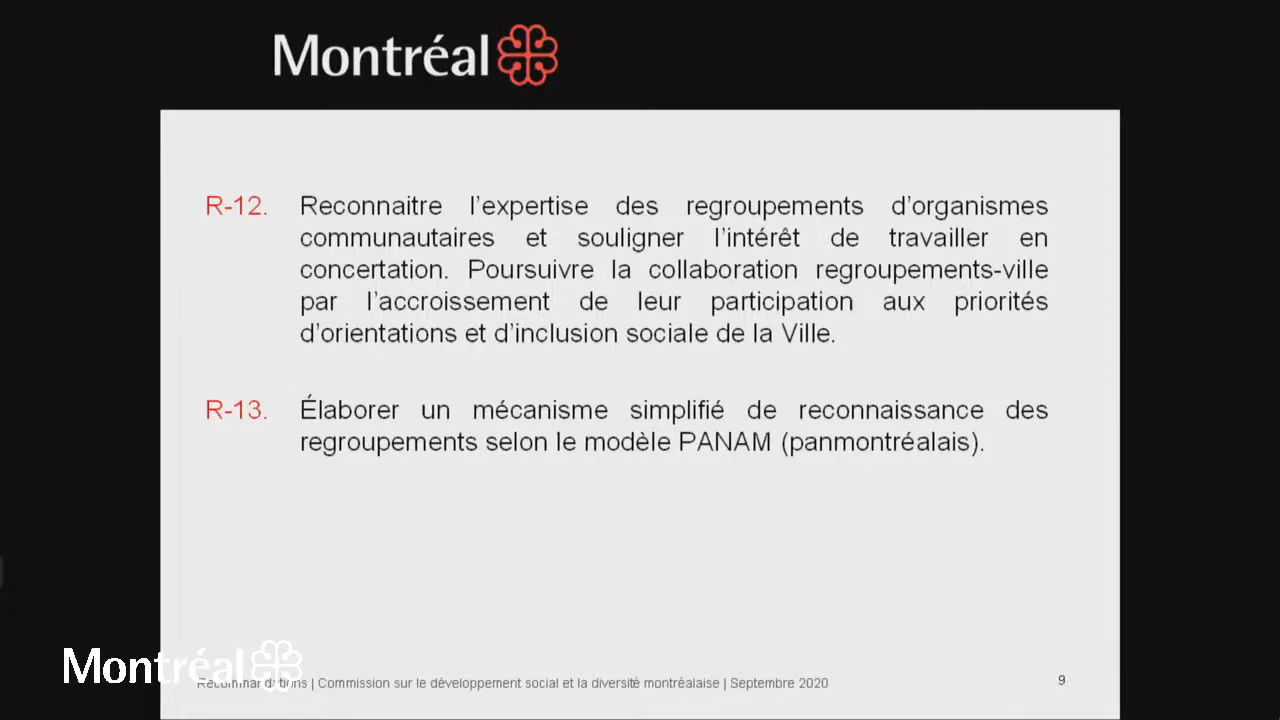 Montréal
R-12. Reconnaitre l'expertise des regroupements d'organismes
communautaires et souligner l'intérêt de travailler en
concertation. Poursuivre la collaboration regroupements-ville
par l'accroissement de leur participation aux priorités
d'orientations et d'inclusion sociale de la Ville.
R-13. Élaborer un mécanisme simplifié de reconnaissance des
regroupements selon le modèle PANAM (panmontréalais).
Montréal
Recommandations | Commission sur le développement social et la diversité montréalaise | Septembre 2020
9